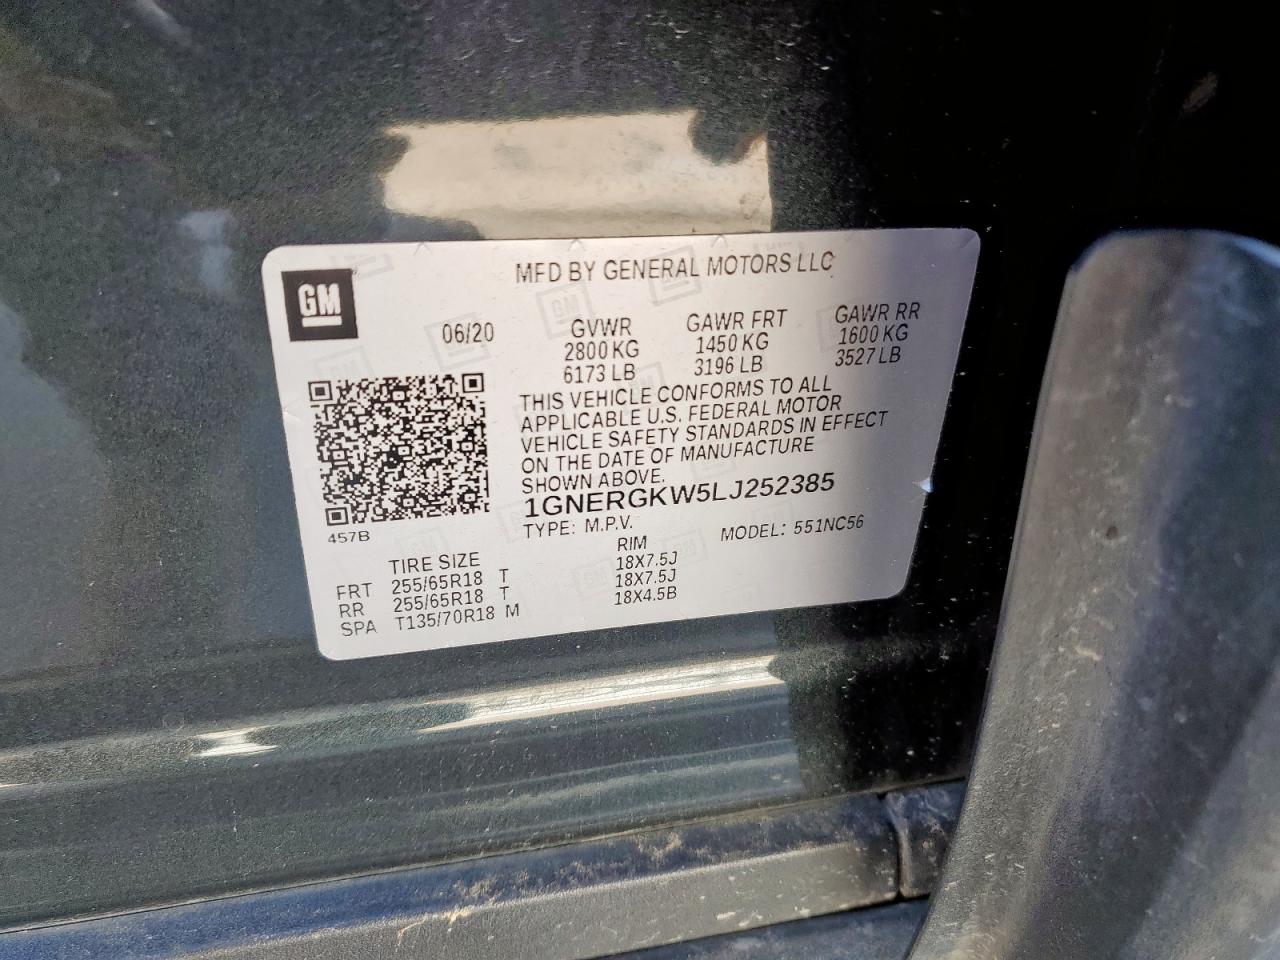 MFD BY GENERAL MOTORS LLC
GM
06/20 GVWR GAWR FRT GAWR RR
2800 KG 1450 KG 1600 KG
6173 LB 3196 LB 3527 LB
THIS VEHICLE CONFORMS TO ALL
APPLICABLE U.S. FEDERAL MOTOR
VEHICLE SAFETY STANDARDS IN EFFECT
ON THE DATE OF MANUFACTURE
SHOWN ABOVE.
1GNERGKW5LJ252385
TYPE: M.P.V. MODEL: 551NC56
457B
TIRE SIZE RIM
FRT 255/65R18 T 18X7.5J
RR 255/65R18 T 18X7.5J
SPA T135/70R18 M 18X4.5B